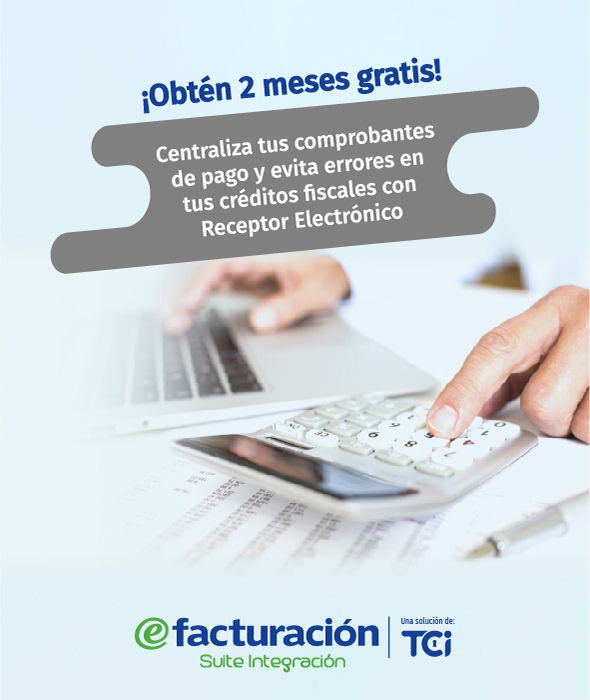 ¡Obtén 2 meses gratis!
Centraliza tus comprobantes
de pago y evita errores en
tus créditos fiscales con
Receptor Electrónico
e facturación
Suite Integración
Una solución de:
TCi